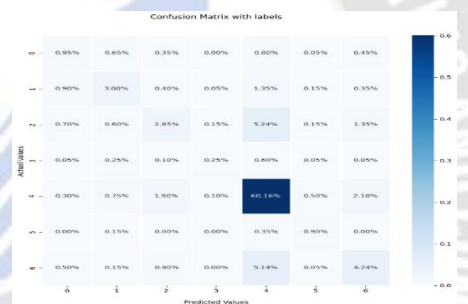 Confusion Matrix with labels
0 0.95% 0.65% 0.35% 0.00% 0.60% 0.05% 0.45%
1 0.90% 3.00% 0.40% 0.05% 1.35% 0.15% 0.35%
2 0.70% 0.60% 2.85% 0.15% 5.24% 0.15% 1.35%
3 0.05% 0.25% 0.10% 0.25% 0.60% 0.05% 0.05%
4 0.30% 0.75% 1.90% 0.10% 60.16% 0.50% 2.10%
5 0.00% 0.15% 0.00% 0.00% 0.35% 0.90% 0.00%
6 0.50% 0.15% 0.90% 0.00% 5.14% 0.05% 4.24%
0 1 2 3 4 5 6
Predicted Values
Actual Values
0.6
0.5
0.4
0.3
0.2
0.1
0.0